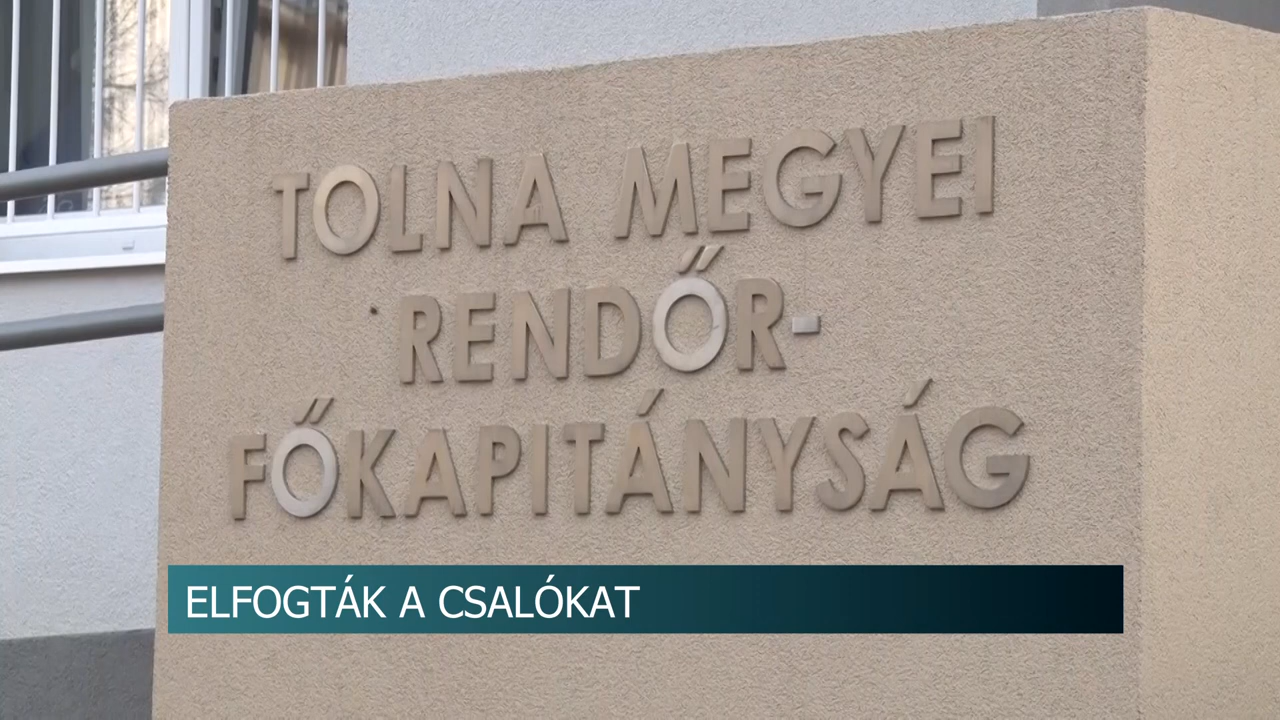 TOLNA MEGYEI
RENDŐR-
FŐKAPITÁNYSÁG
ELFOGTÁK A CSALÓKAT